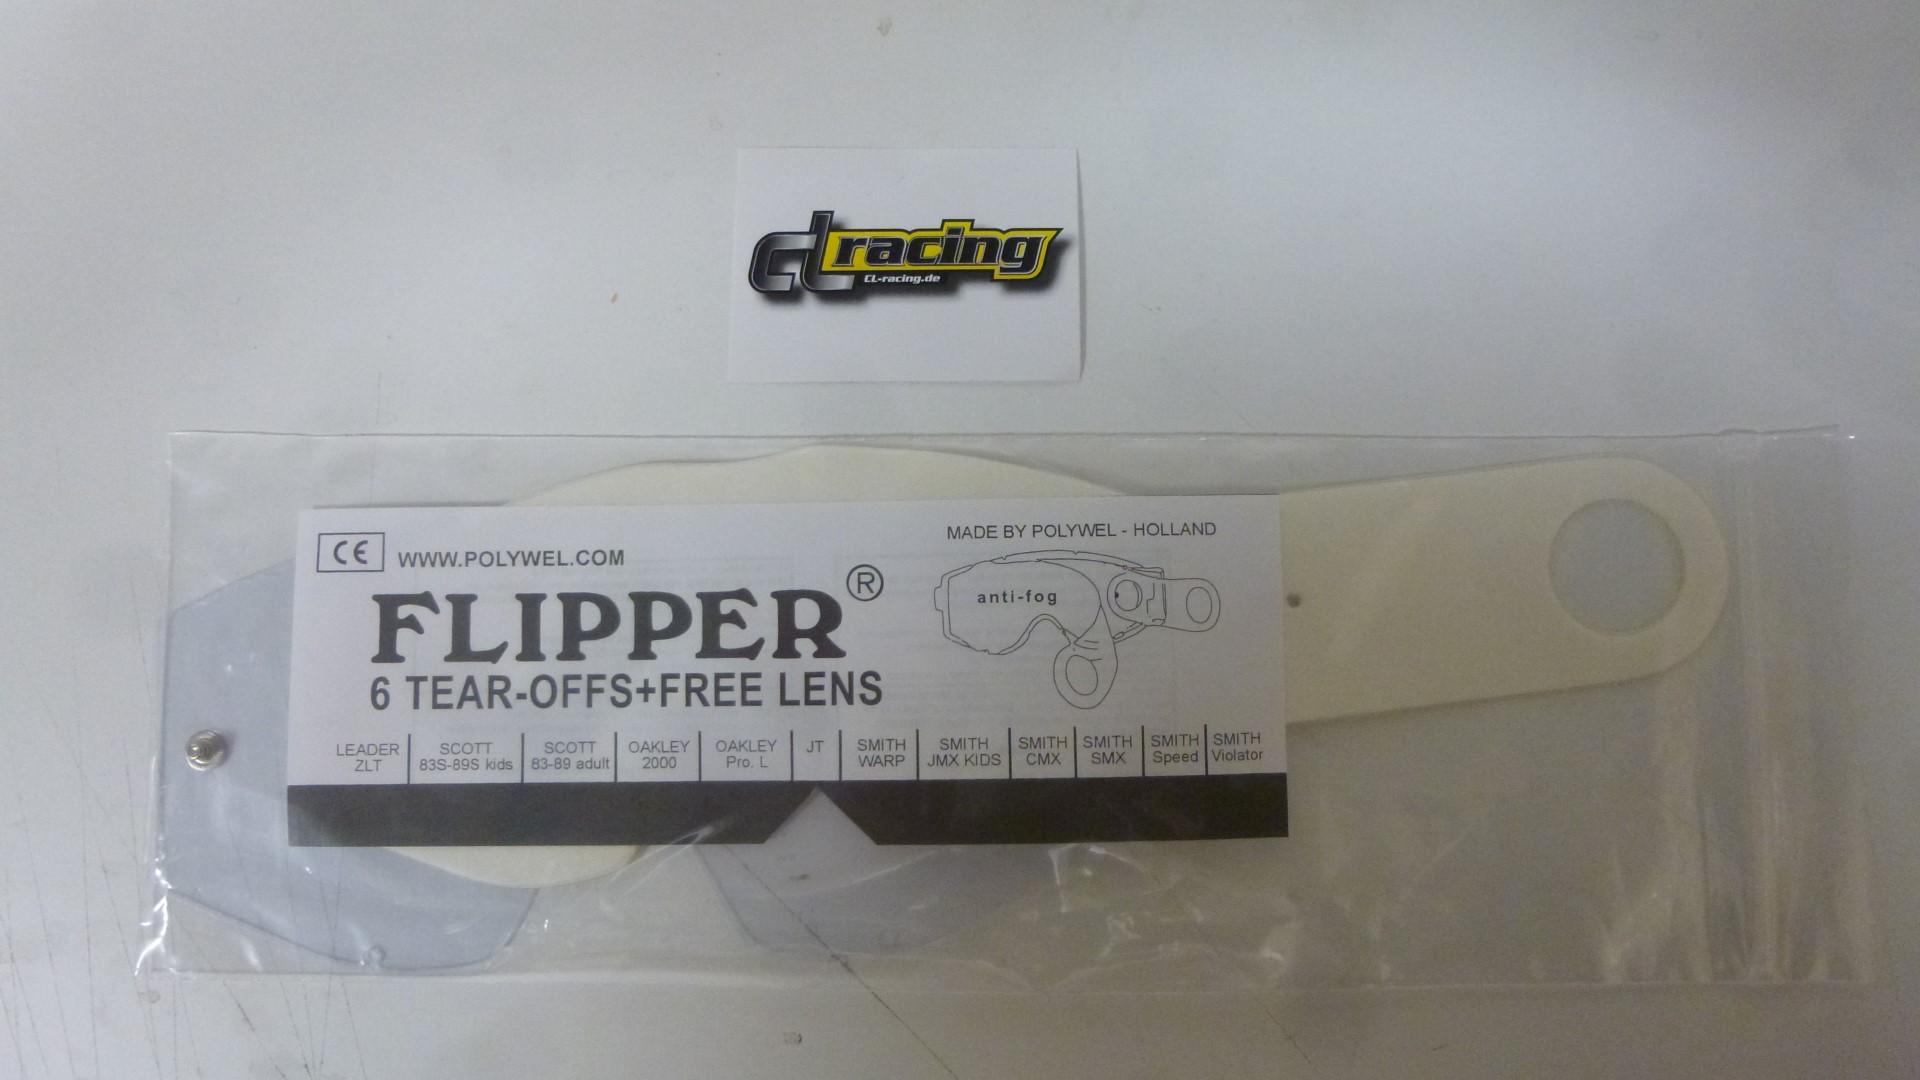 CL racing
CL-racing.de
CE
WWW.POLYWEL.COM
MADE BY POLYWEL - HOLLAND
FLIPPER®
anti-fog
6 TEAR-OFFS+FREE LENS
LEADER ZLT
SCOTT 83S-89S kids
SCOTT 83-89 adult
OAKLEY 2000
OAKLEY Pro. L
JT
SMITH WARP
SMITH JMX KIDS
SMITH CMX
SMITH SMX
SMITH Speed
SMITH Violator